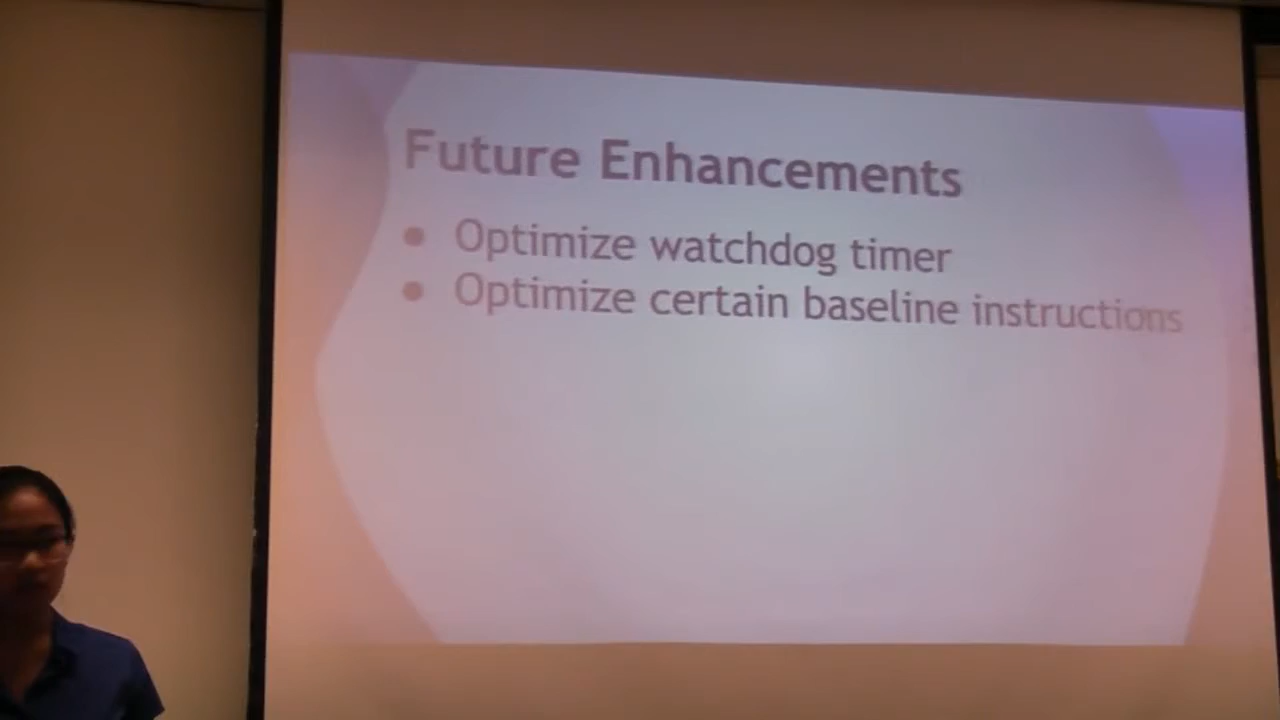 Future Enhancements
● Optimize watchdog timer
● Optimize certain baseline instructions